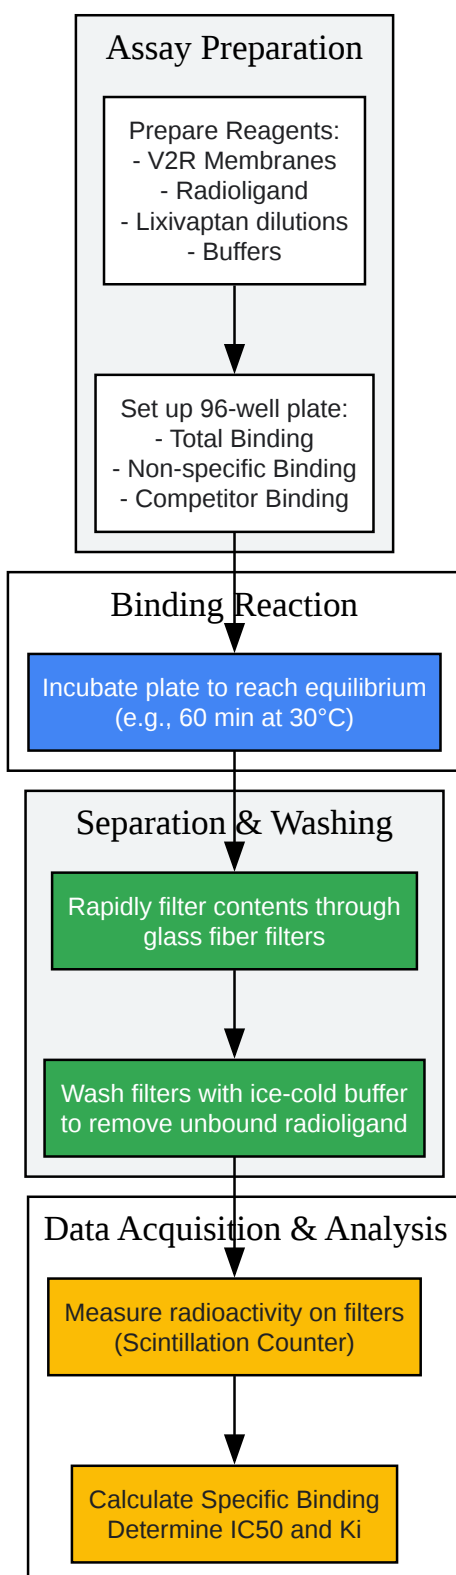 Assay Preparation
Prepare Reagents:
- V2R Membranes
- Radioligand
- Lixivaptan dilutions
- Buffers
Set up 96-well plate:
- Total Binding
- Non-specific Binding
- Competitor Binding
Binding Reaction
Incubate plate to reach equilibrium
(e.g., 60 min at 30°C)
Separation & Washing
Rapidly filter contents through
glass fiber filters
Wash filters with ice-cold buffer
to remove unbound radioligand
Data Acquisition & Analysis
Measure radioactivity on filters
(Scintillation Counter)
Calculate Specific Binding
Determine IC50 and Ki